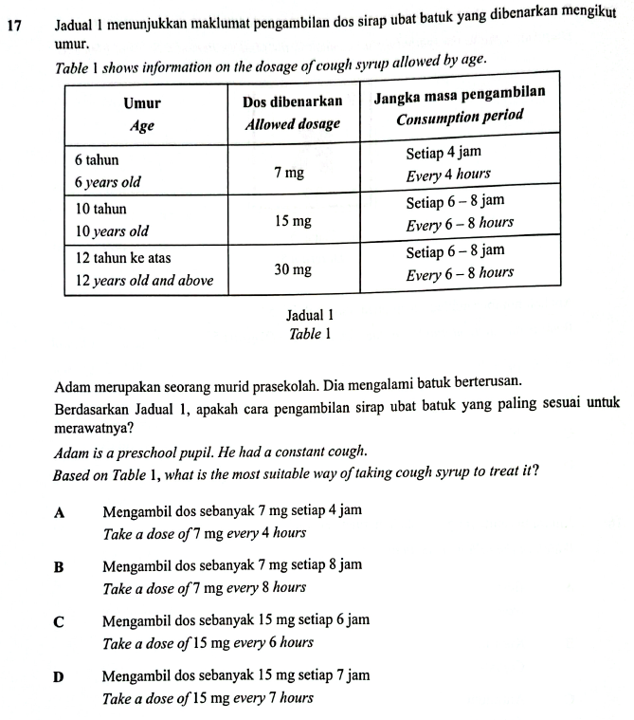 17 Jadual 1 menunjukkan maklumat pengambilan dos sirap ubat batuk yang dibenarkan mengikut
umur.
Table 1 shows information on the dosage of cough syrup allowed by age.
Umur Dos dibenarkan Jangka masa pengambilan
Age Allowed dosage Consumption period
6 tahun Setiap 4 jam
7 mg
6 years old Every 4 hours
10 tahun Setiap 6 – 8 jam
15 mg
10 years old Every 6 – 8 hours
12 tahun ke atas Setiap 6 – 8 jam
30 mg
12 years old and above Every 6 – 8 hours
Jadual 1
Table 1
Adam merupakan seorang murid prasekolah. Dia mengalami batuk berterusan.
Berdasarkan Jadual 1, apakah cara pengambilan sirap ubat batuk yang paling sesuai untuk
merawatnya?
Adam is a preschool pupil. He had a constant cough.
Based on Table 1, what is the most suitable way of taking cough syrup to treat it?
A Mengambil dos sebanyak 7 mg setiap 4 jam
Take a dose of 7 mg every 4 hours
B Mengambil dos sebanyak 7 mg setiap 8 jam
Take a dose of 7 mg every 8 hours
C Mengambil dos sebanyak 15 mg setiap 6 jam
Take a dose of 15 mg every 6 hours
D Mengambil dos sebanyak 15 mg setiap 7 jam
Take a dose of 15 mg every 7 hours